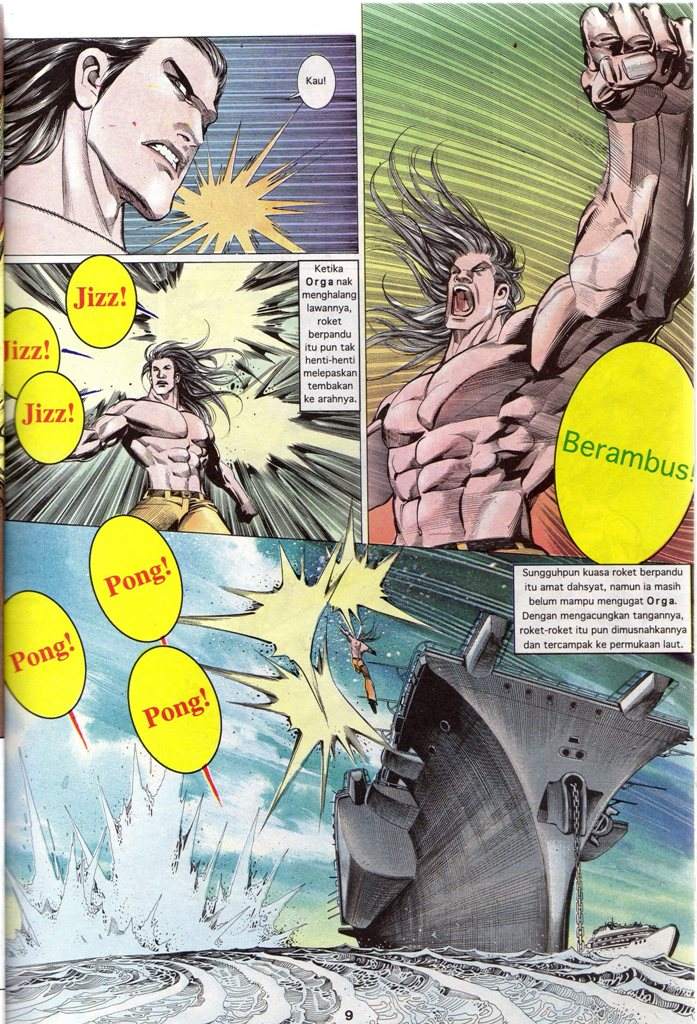 Kau!
Ketika
Orga nak
menghalang
lawannya,
roket
berpandu
itu pun tak
henti-henti
melepaskan
tembakan
ke arahnya.
Jizz!
Jizz!
Jizz!
Berambus!
Sungguhpun kuasa roket berpandu
itu amat dahsyat, namun ia masih
belum mampu mengugat Orga.
Dengan mengacungkan tangannya,
roket-roket itu pun dimusnahkannya
dan tercampak ke permukaan laut.
Pong!
Pong!
Pong!
9